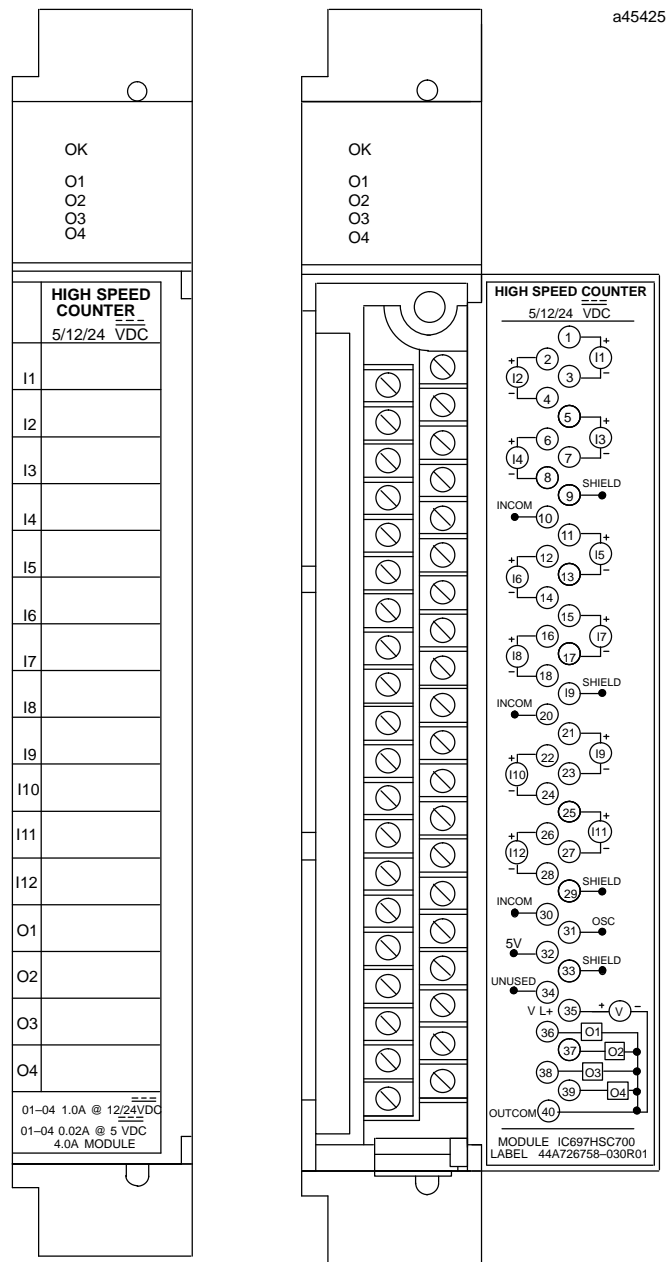 a45425
OK
O1
O2
O3
O4
HIGH SPEED
COUNTER
5/12/24 VDC
I1
I2
I3
I4
I5
I6
I7
I8
I9
I10
I11
I12
O1
O2
O3
O4
01–04 1.0A @ 12/24VDC
01–04 0.02A @ 5 VDC
4.0A MODULE
OK
O1
O2
O3
O4
HIGH SPEED COUNTER
5/12/24 VDC
1
+ 2 + I1
I2 3
– 4 –
5
+ 6 + I3
I4 7 –
– 8
9 SHIELD
INCOM 10
11
+ 12 + I5
I6 13 –
– 14
15
+ 16 + I7
I8 17 –
– 18
I9 SHIELD
INCOM 20
21
+ 22 + I9
I10 23 –
– 24
25
+ 26 + I11
I12 27 –
– 28
29 SHIELD
INCOM 30
31 OSC
5V 32
33 SHIELD
UNUSED 34
V L+ 35 + V –
36 O1
37 O2
38 O3
39 O4
OUTCOM 40
MODULE IC697HSC700
LABEL 44A726758–030R01